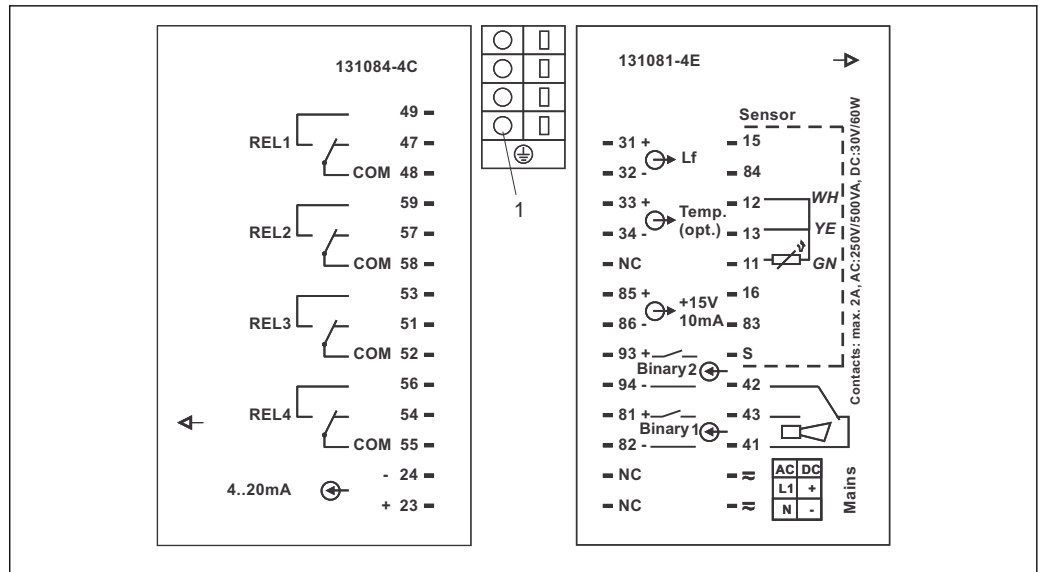 131084-4C
49
REL1
47
COM 48
59
REL2
57
COM 58
53
REL3
51
COM 52
56
REL4
54
COM 55
- 24
4..20mA
+ 23
1
131081-4E
Sensor
31 +
15
Lf
32 -
84
33 +
12
WH
Temp.
(opt.)
34 -
13
YE
NC
11
GN
85 +
16
+15V
10mA
86 -
83
93 +
S
Binary 2
94 -
42
81 +
43
Binary 1
82 -
41
NC
≂
NC
≂
AC DC
L1 +
N -
Mains
Contacts: max. 2A, AC:250V/500VA, DC:30V/60W